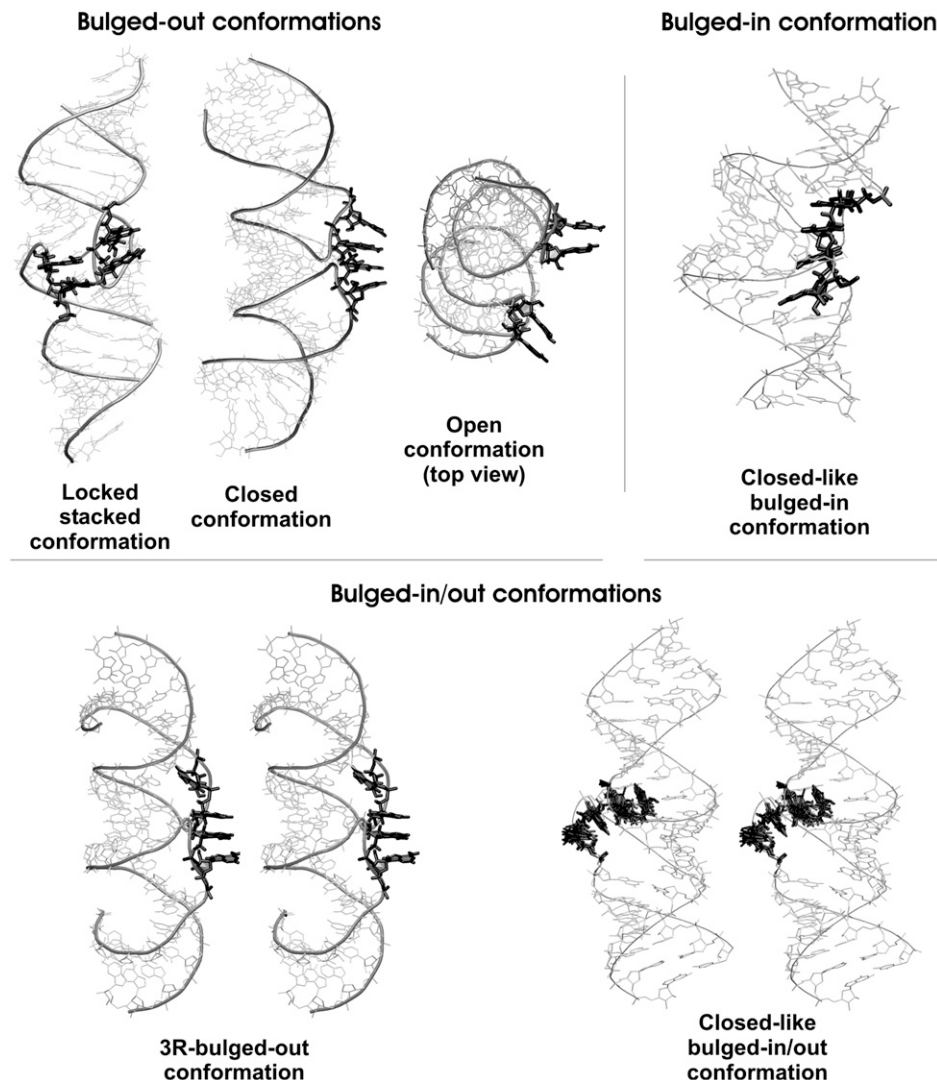 Bulged-out conformations
Bulged-in conformation
Locked
stacked
conformation
Closed
conformation
Open
conformation
(top view)
Closed-like
bulged-in
conformation
Bulged-in/out conformations
3R-bulged-out
conformation
Closed-like
bulged-in/out
conformation